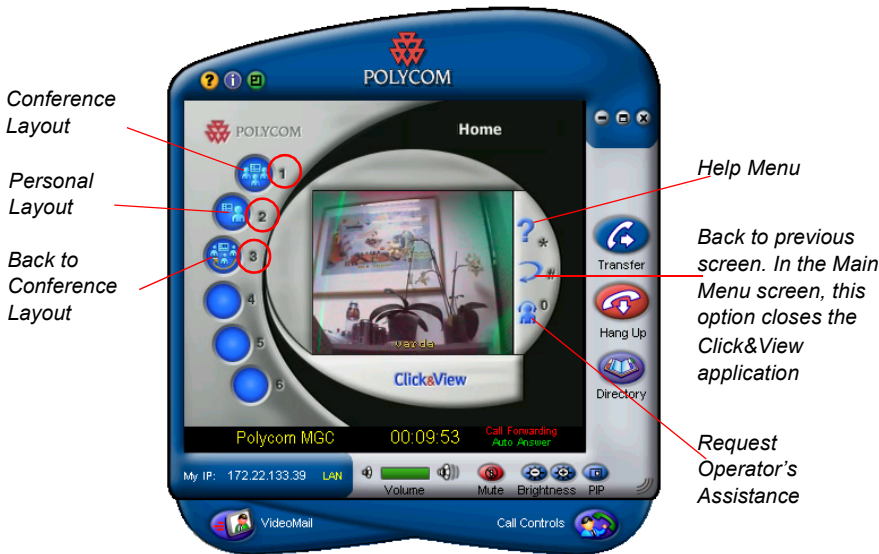 POLYCOM
?
i
Conference
Layout
POLYCOM
Home
1
Personal
Layout
2
Help Menu
?
*
Back to
Conference
Layout
3
#
Transfer
Back to previous
screen. In the Main
Menu screen, this
option closes the
Click&View
application
4
0
Hang Up
5
varda
Click&View
6
Directory
Polycom MGC
00:09:53
Call Forwarding
Auto Answer
Request
Operator's
Assistance
My IP: 172.22.133.39 LAN
Volume
Mute
Brightness
PIP
VideoMail
Call Controls